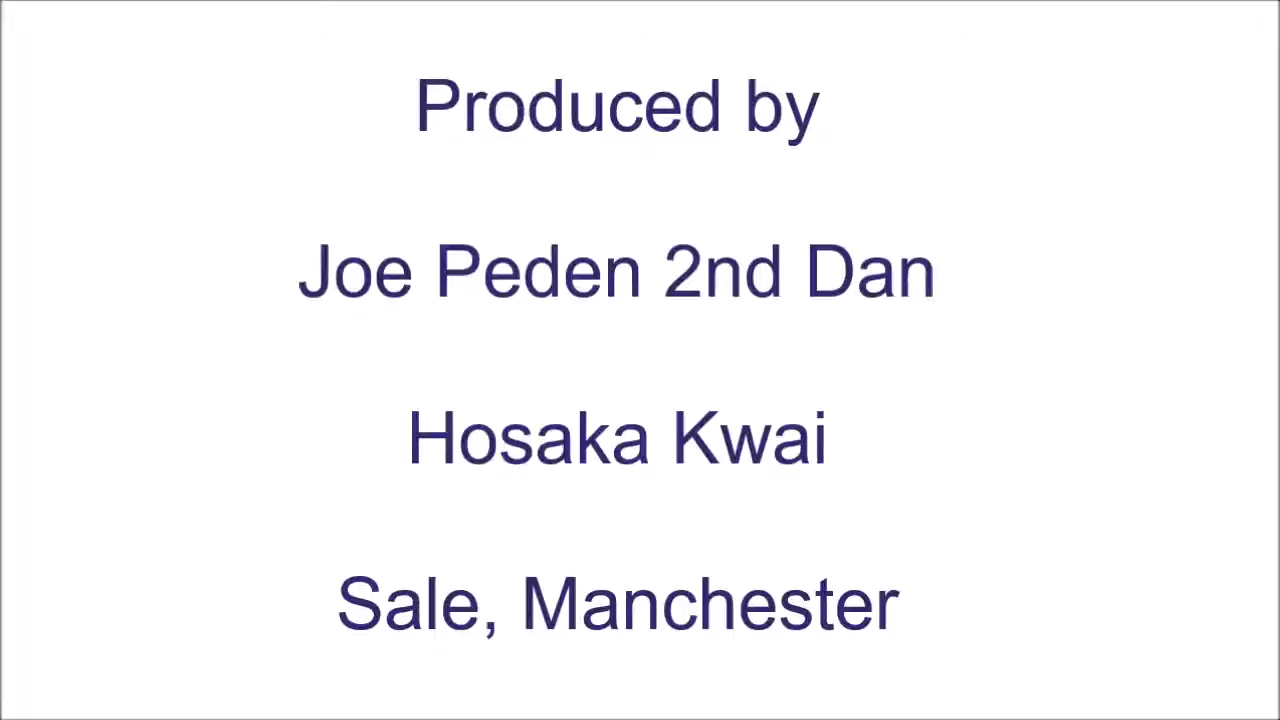 Produced by
Joe Peden 2nd Dan
Hosaka Kwai
Sale, Manchester